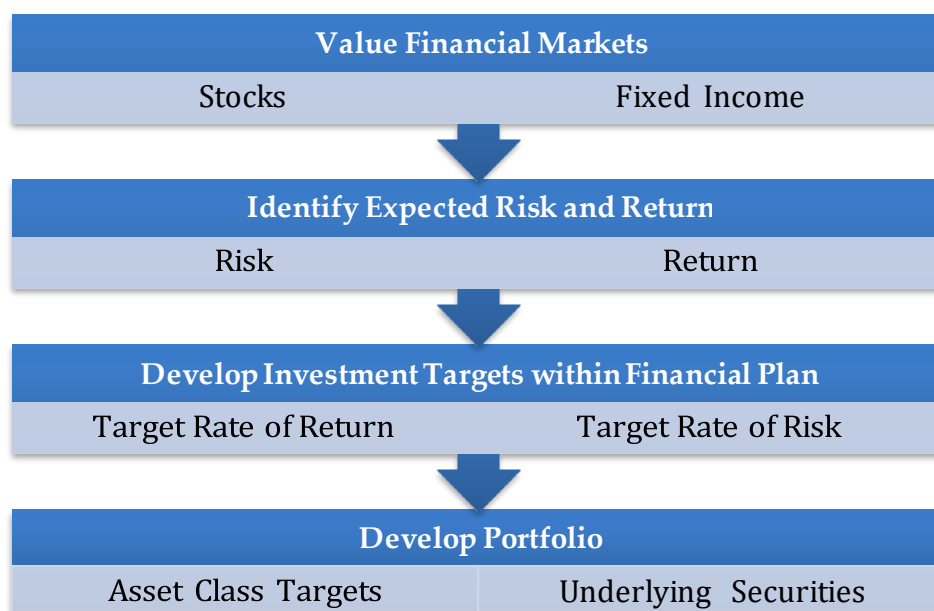 Value Financial Markets
Stocks Fixed Income
Identify Expected Risk and Return
Risk Return
Develop Investment Targets within Financial Plan
Target Rate of Return Target Rate of Risk
Develop Portfolio
Asset Class Targets Underlying Securities